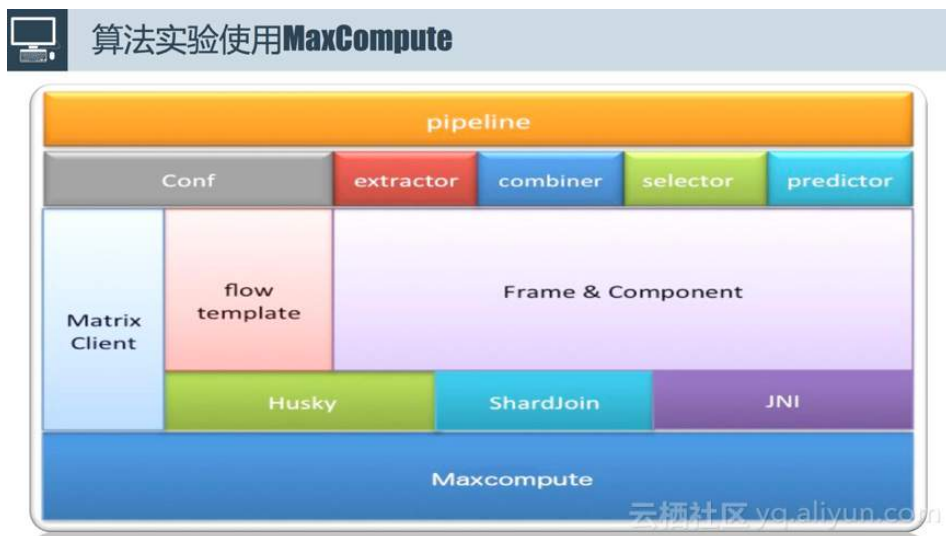 算法实验使用MaxCompute
pipeline
Conf
extractor
combiner
selector
predictor
Matrix
Client
flow
template
Frame & Component
Husky
ShardJoin
JNI
Maxcompute
云栖社区 yq.aliyun.com